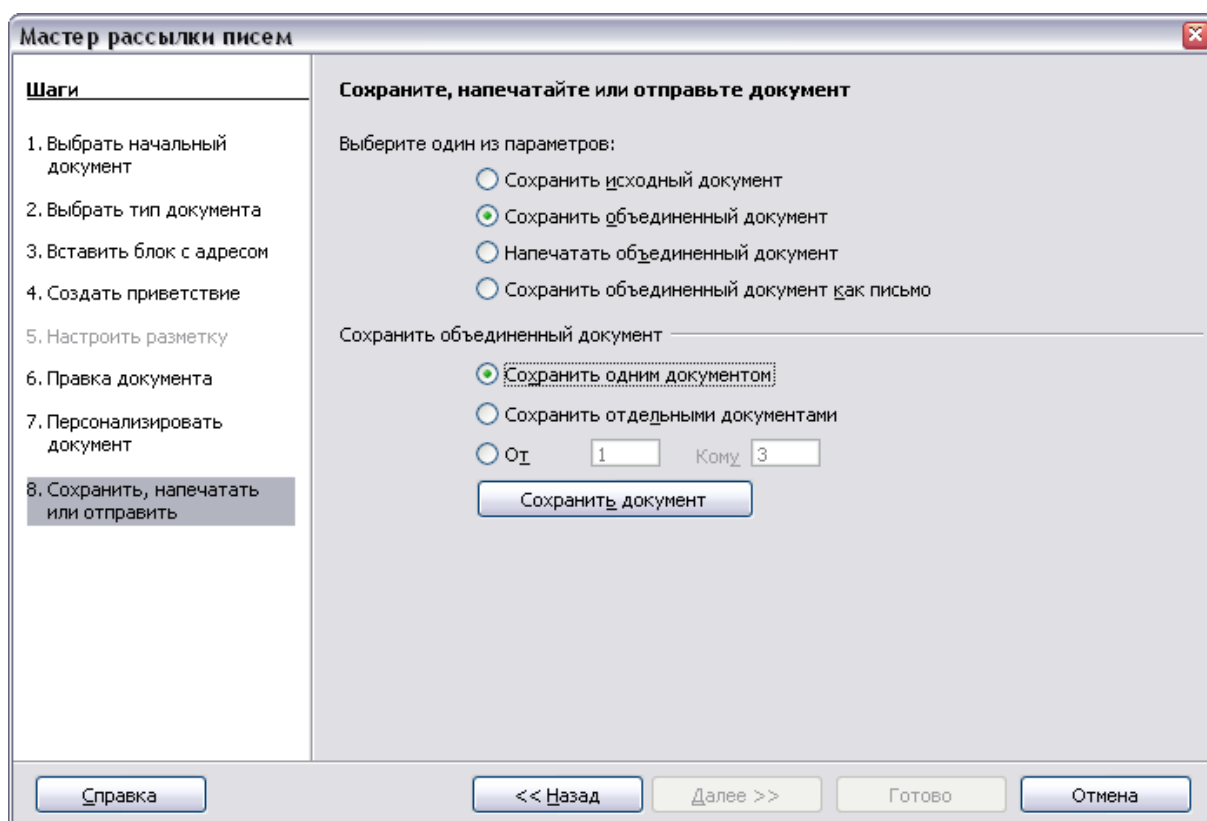 Мастер рассылки писем
Шаги
1. Выбрать начальный
документ
2. Выбрать тип документа
3. Вставить блок с адресом
4. Создать приветствие
5. Настроить разметку
6. Правка документа
7. Персонализировать
документ
8. Сохранить, напечатать
или отправить
Сохраните, напечатайте или отправьте документ
Выберите один из параметров:
Сохранить исходный документ
Сохранить объединенный документ
Напечатать объединенный документ
Сохранить объединенный документ как письмо
Сохранить объединенный документ
Сохранить одним документом
Сохранить отдельными документами
От 1 Кому 3
Сохранить документ
Справка << Назад Далее >> Готово Отмена